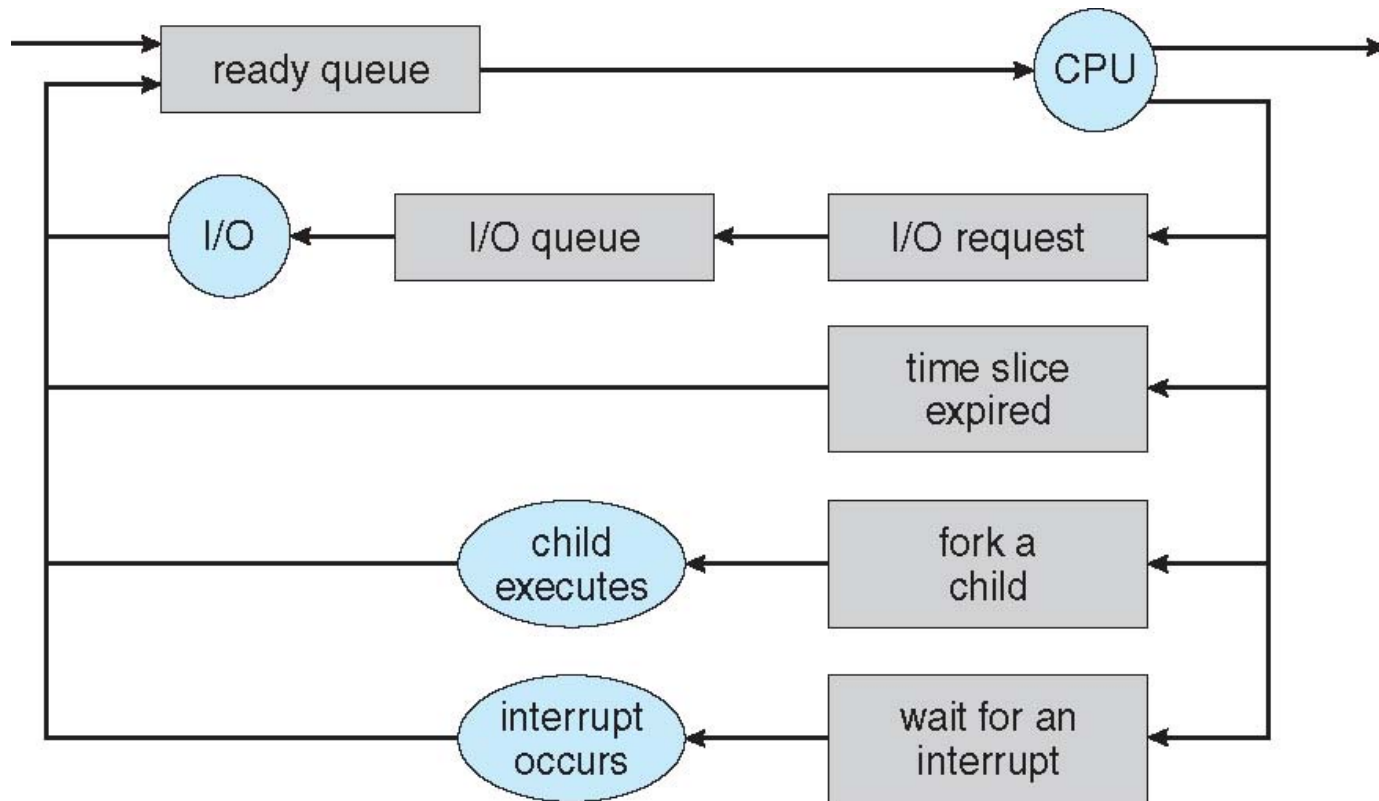 ready queue
CPU
I/O
I/O queue
I/O request
time slice
expired
child
executes
fork a
child
interrupt
occurs
wait for an
interrupt